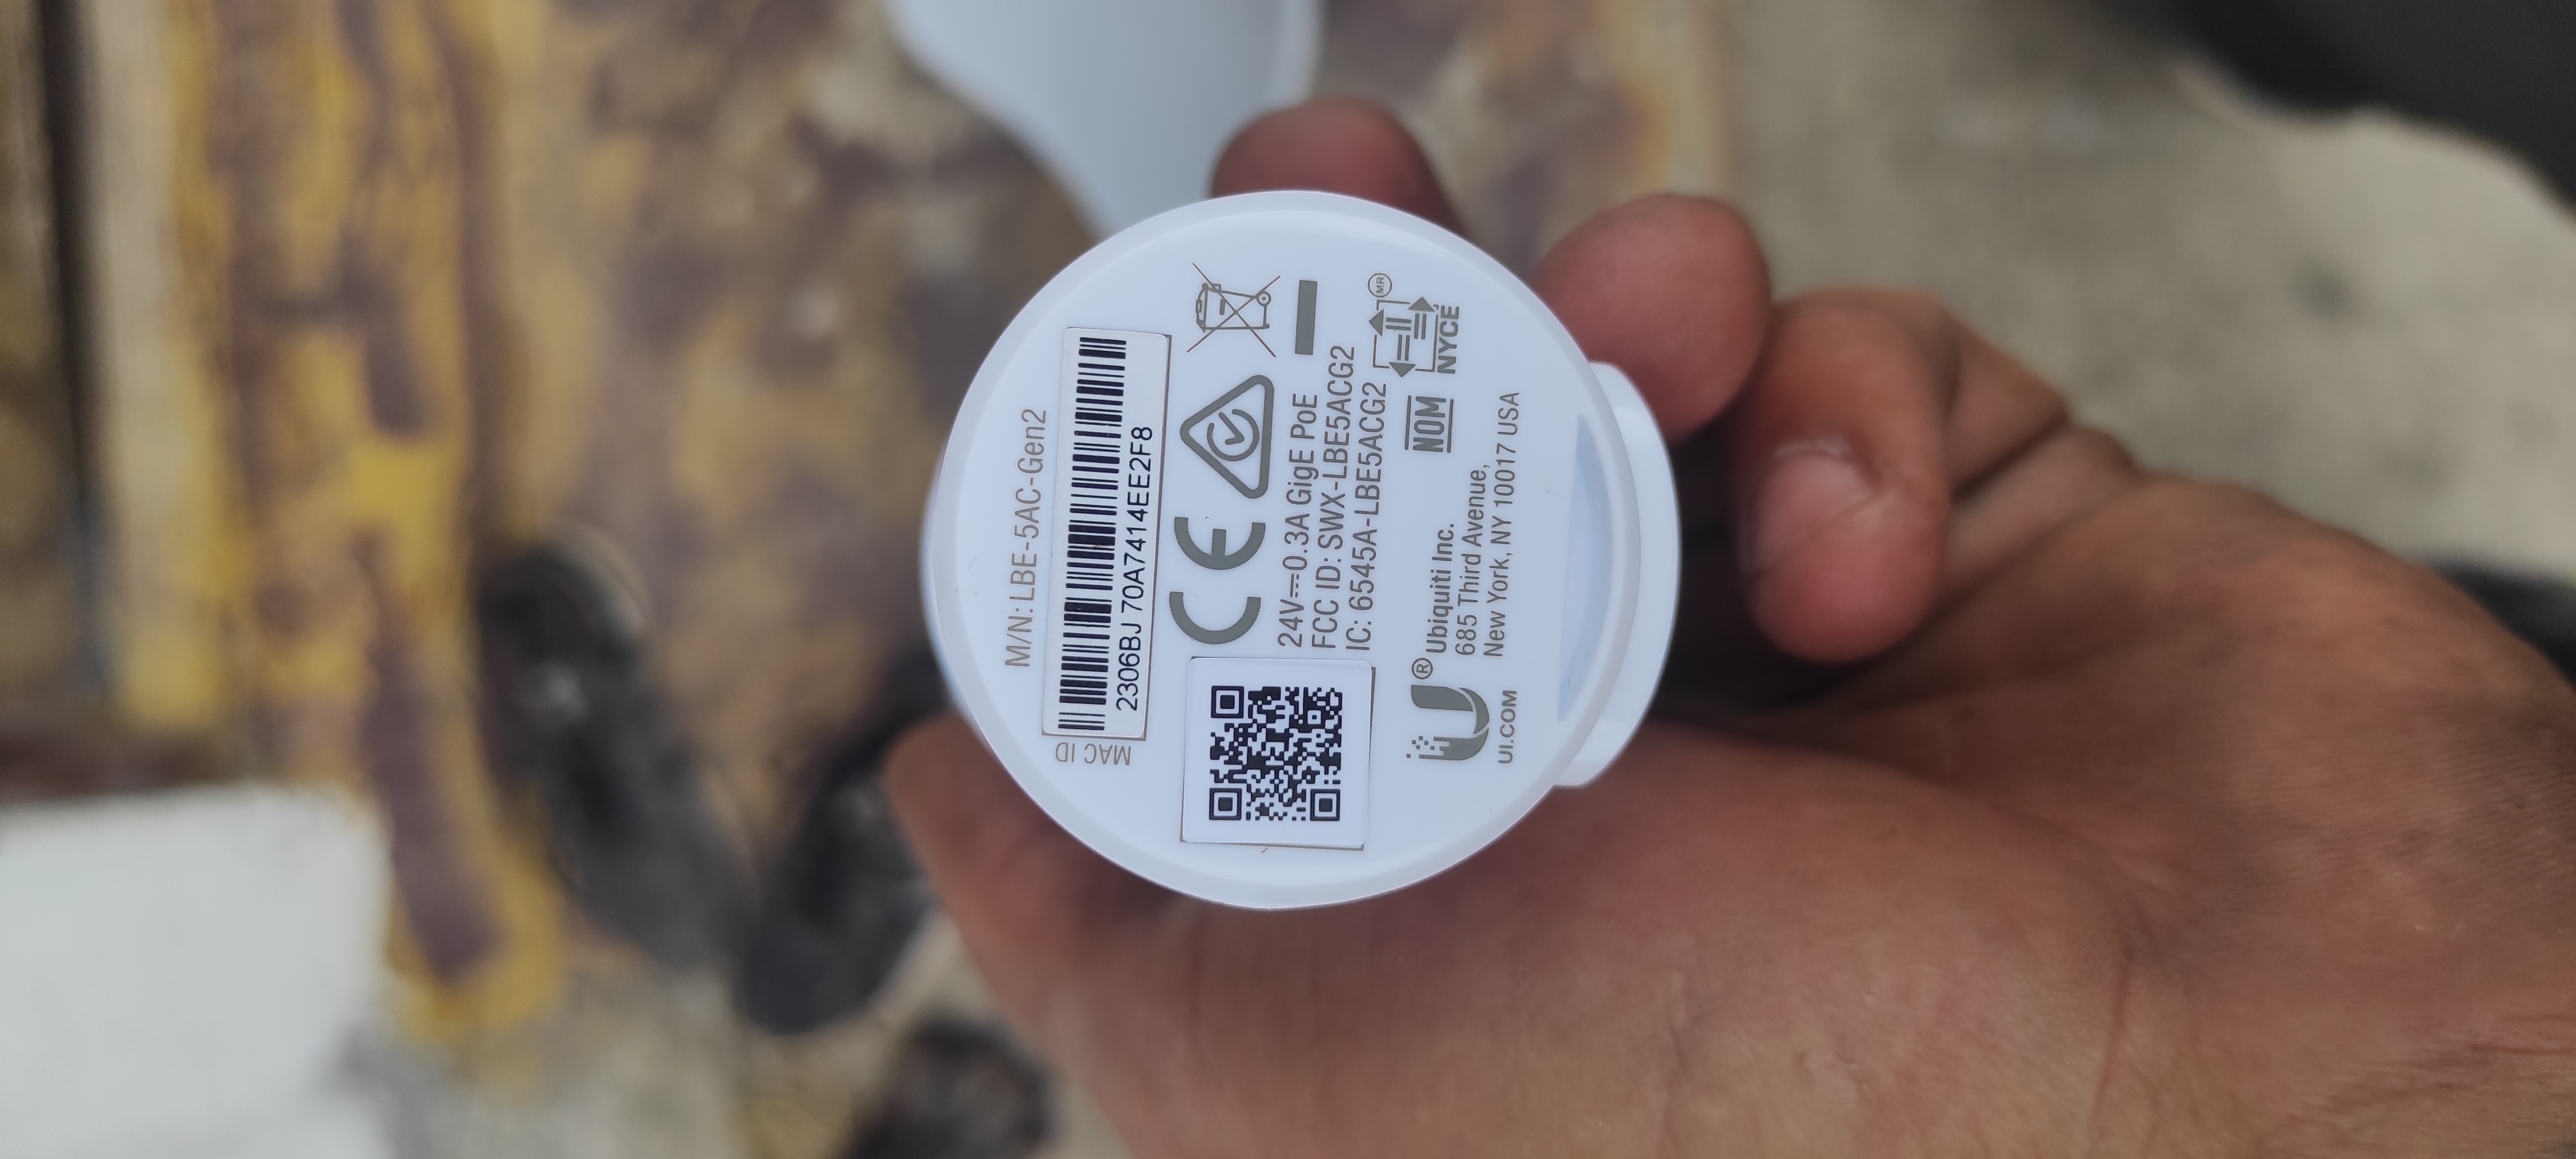 M/N: LBE-5AC-Gen2
MAC ID
2306BJ 70A7414EE2F8
24V⎓0.3A GigE PoE
FCC ID: SWX-LBE5ACG2
IC: 6545A-LBE5ACG2
NOM
NYCE
MR
U®
UI.COM
Ubiquiti Inc.
685 Third Avenue,
New York, NY 10017 USA